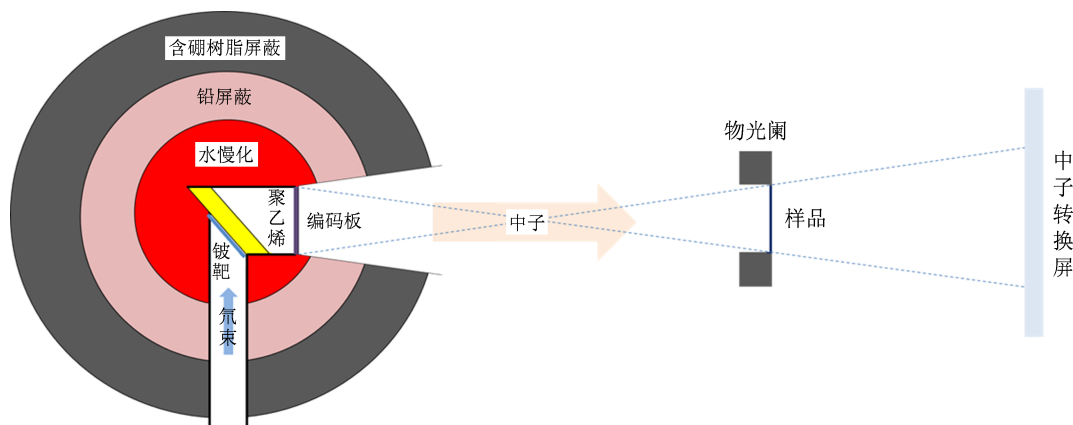 含硼树脂屏蔽
铅屏蔽
水慢化
聚乙烯
编码板
铍靶
氘束
中子
物光阑
样品
中子转换屏